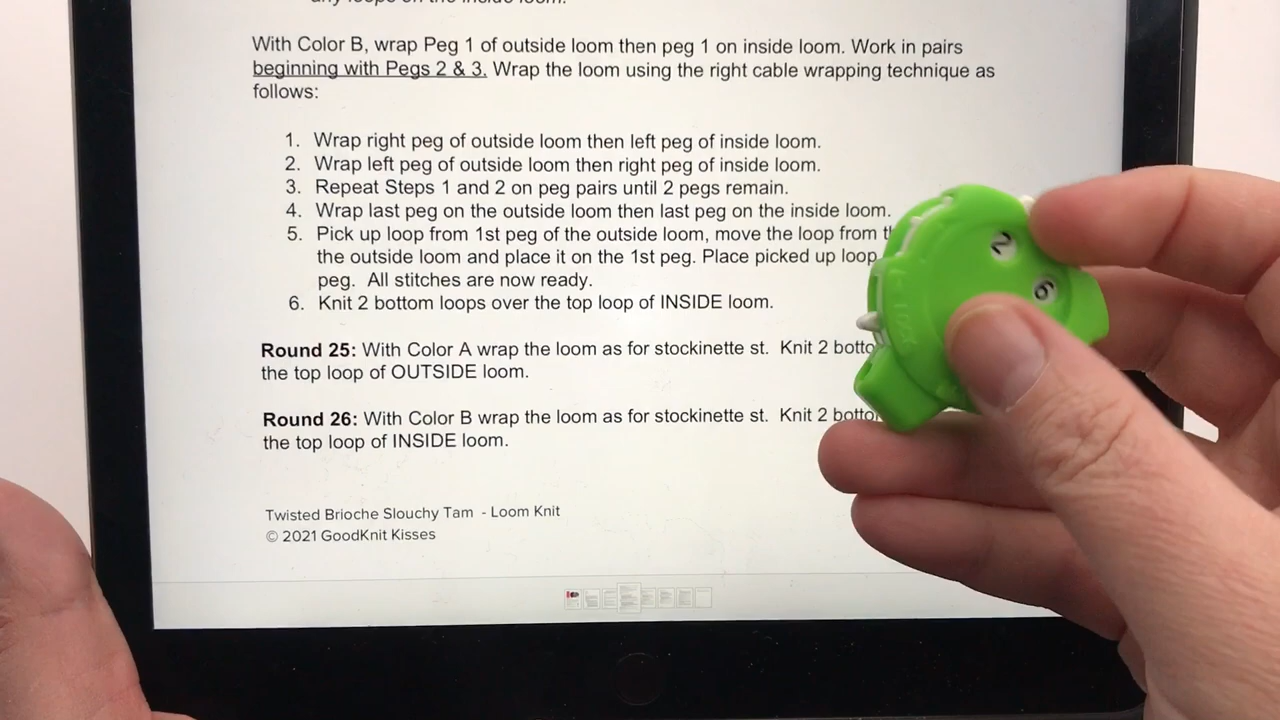 any loops on the inside loom.
With Color B, wrap Peg 1 of outside loom then peg 1 on inside loom. Work in pairs
beginning with Pegs 2 & 3. Wrap the loom using the right cable wrapping technique as
follows:
1. Wrap right peg of outside loom then left peg of inside loom.
2. Wrap left peg of outside loom then right peg of inside loom.
3. Repeat Steps 1 and 2 on peg pairs until 2 pegs remain.
4. Wrap last peg on the outside loom then last peg on the inside loom.
5. Pick up loop from 1st peg of the outside loom, move the loop from
the outside loom and place it on the 1st peg. Place picked up loop
peg. All stitches are now ready.
6. Knit 2 bottom loops over the top loop of INSIDE loom.
Round 25: With Color A wrap the loom as for stockinette st. Knit 2
the top loop of OUTSIDE loom.
Round 26: With Color B wrap the loom as for stockinette st. Knit 2
the top loop of INSIDE loom.
Twisted Brioche Slouchy Tam - Loom Knit
© 2021 GoodKnit Kisses
2 6